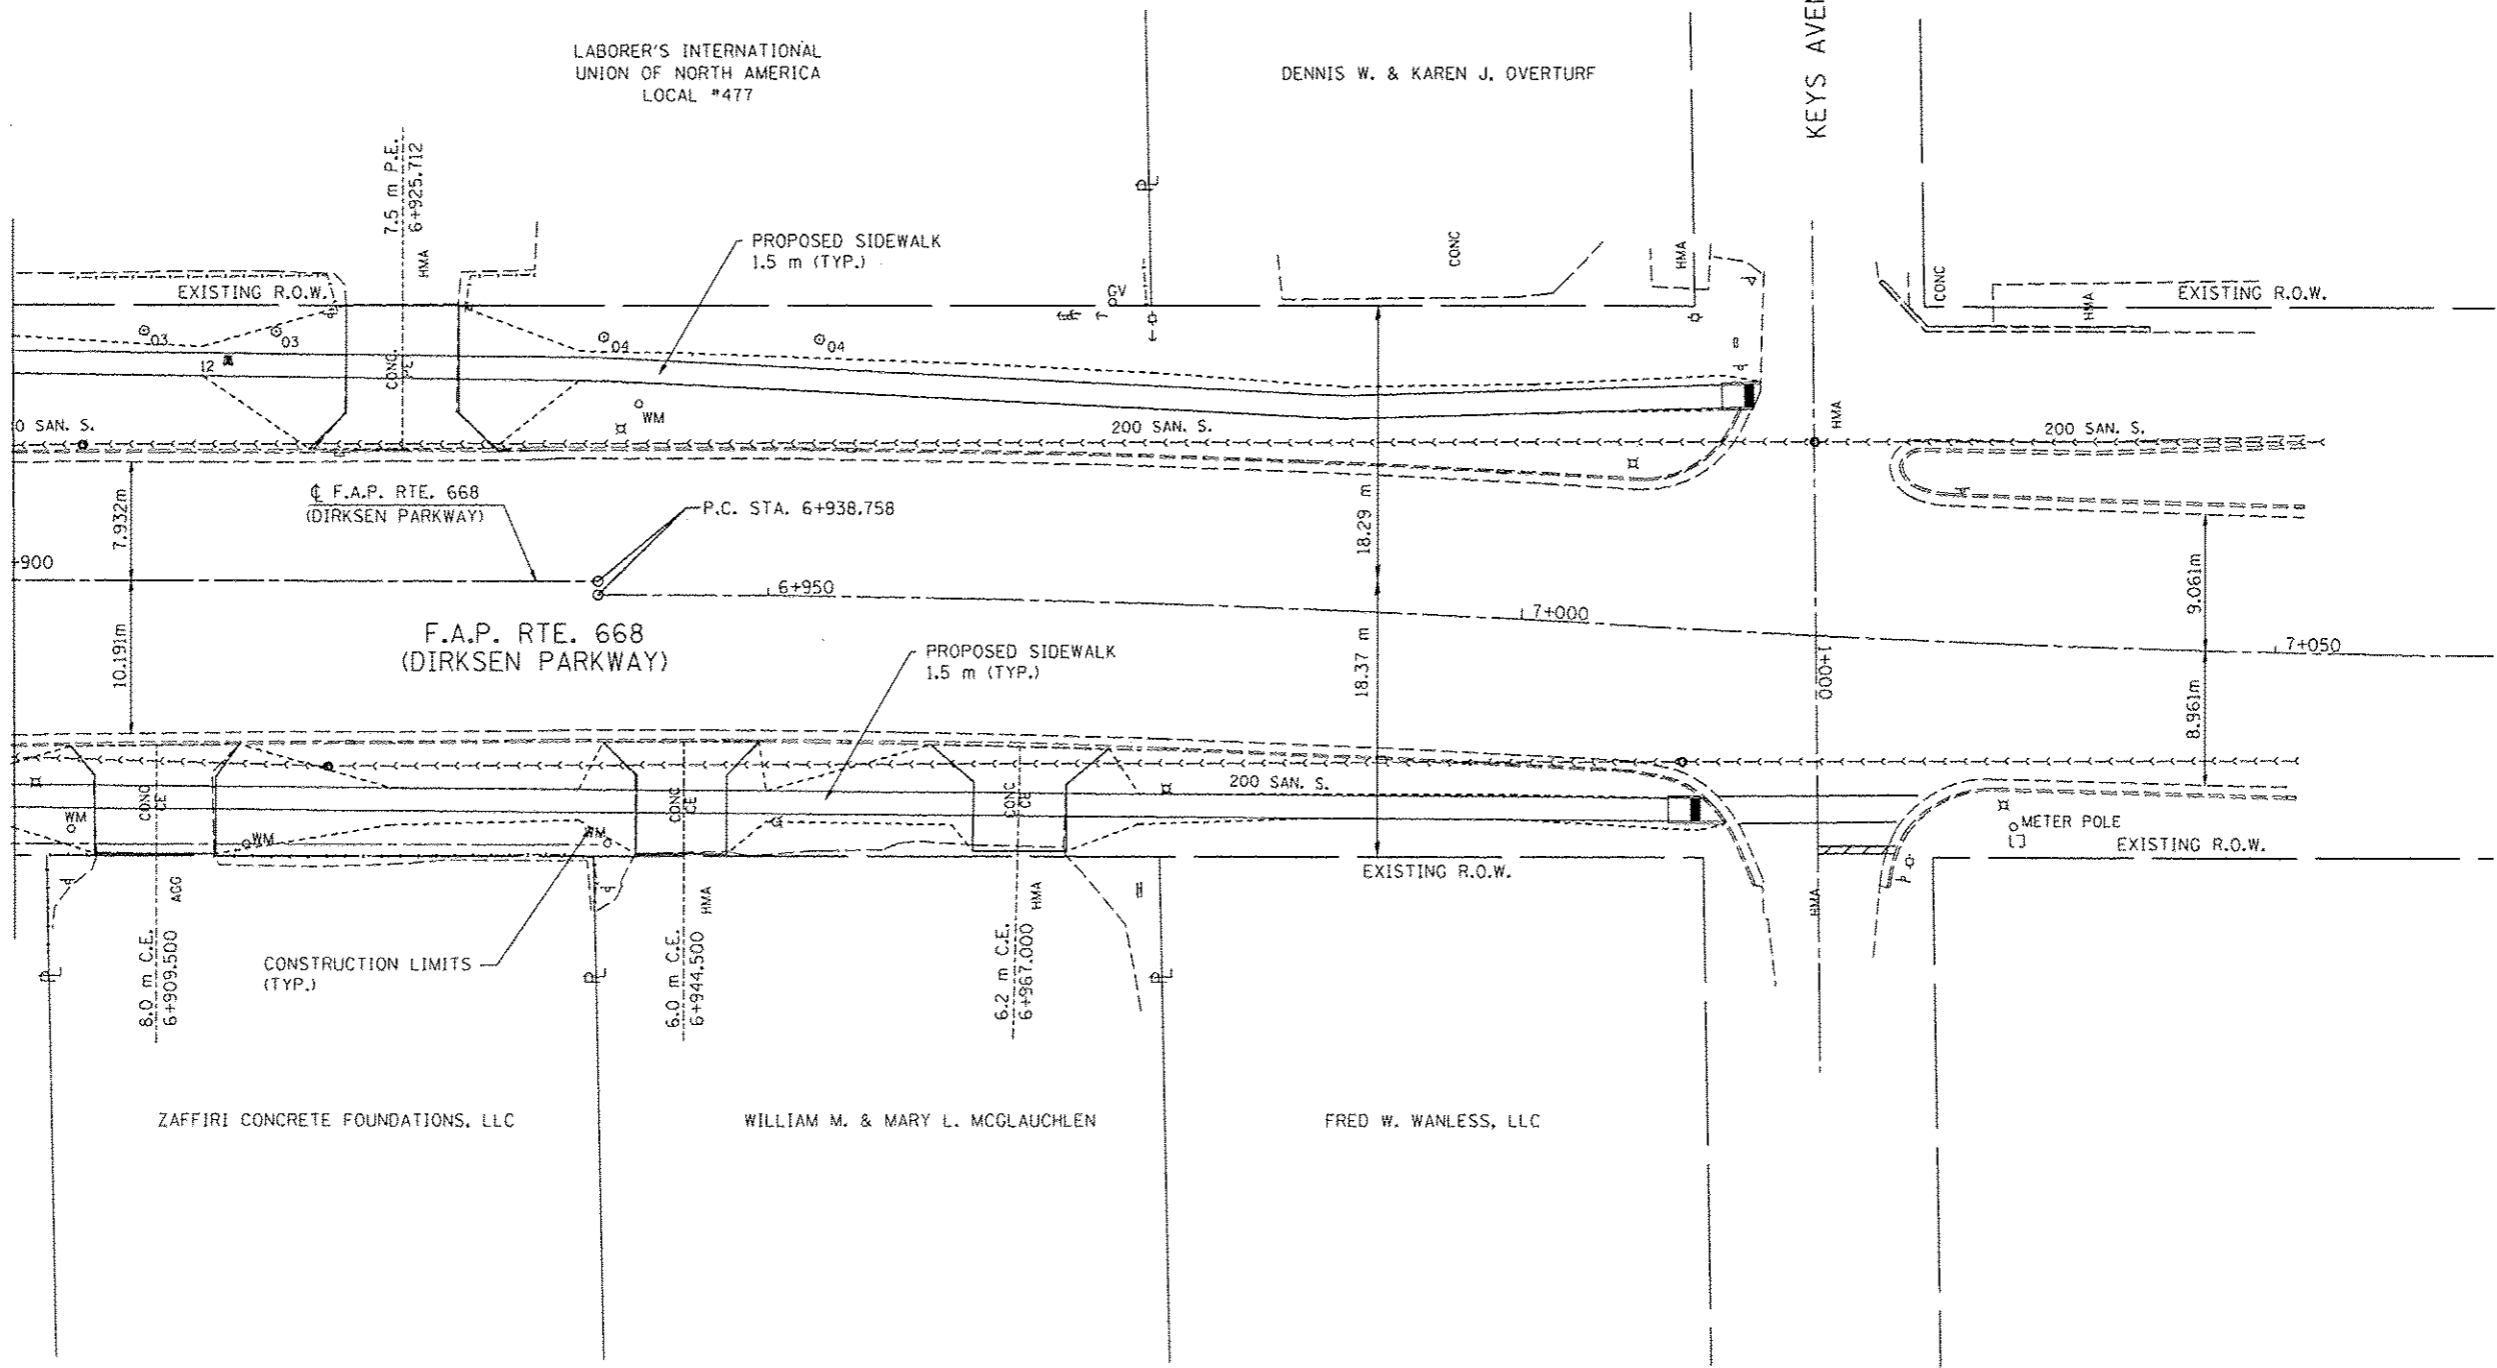 KEYS AVEN
LABORER'S INTERNATIONAL
UNION OF NORTH AMERICA
LOCAL #477
DENNIS W. & KAREN J. OVERTURF
7.5 m P.E.
6+925.712
HMA
PROPOSED SIDEWALK
1.5 m (TYP.)
CONC
HMA
CONC
HMA
EXISTING R.O.W.
GV
EXISTING R.O.W.
03
03
04
04
12
CONC.
PE
WM
HMA
0 SAN. S.
200 SAN. S.
200 SAN. S.
℄ F.A.P. RTE. 668
(DIRKSEN PARKWAY)
P.C. STA. 6+938.758
7.932m
18.29 m
9.061m
+900
6+950
7+000
7+050
F.A.P. RTE. 668
(DIRKSEN PARKWAY)
10.191m
PROPOSED SIDEWALK
1.5 m (TYP.)
18.37 m
1+000
8.961m
CONC
CE
CONC
CE
CONC
CE
200 SAN. S.
WM
WM
WM
METER POLE
EXISTING R.O.W.
EXISTING R.O.W.
AGG
HMA
HMA
HMA
8.0 m C.E.
6+909.500
6.0 m C.E.
6+944.500
6.2 m C.E.
6+967.000
PL
PL
PL
PL
CONSTRUCTION LIMITS
(TYP.)
ZAFFIRI CONCRETE FOUNDATIONS, LLC
WILLIAM M. & MARY L. MCGLAUCHLEN
FRED W. WANLESS, LLC